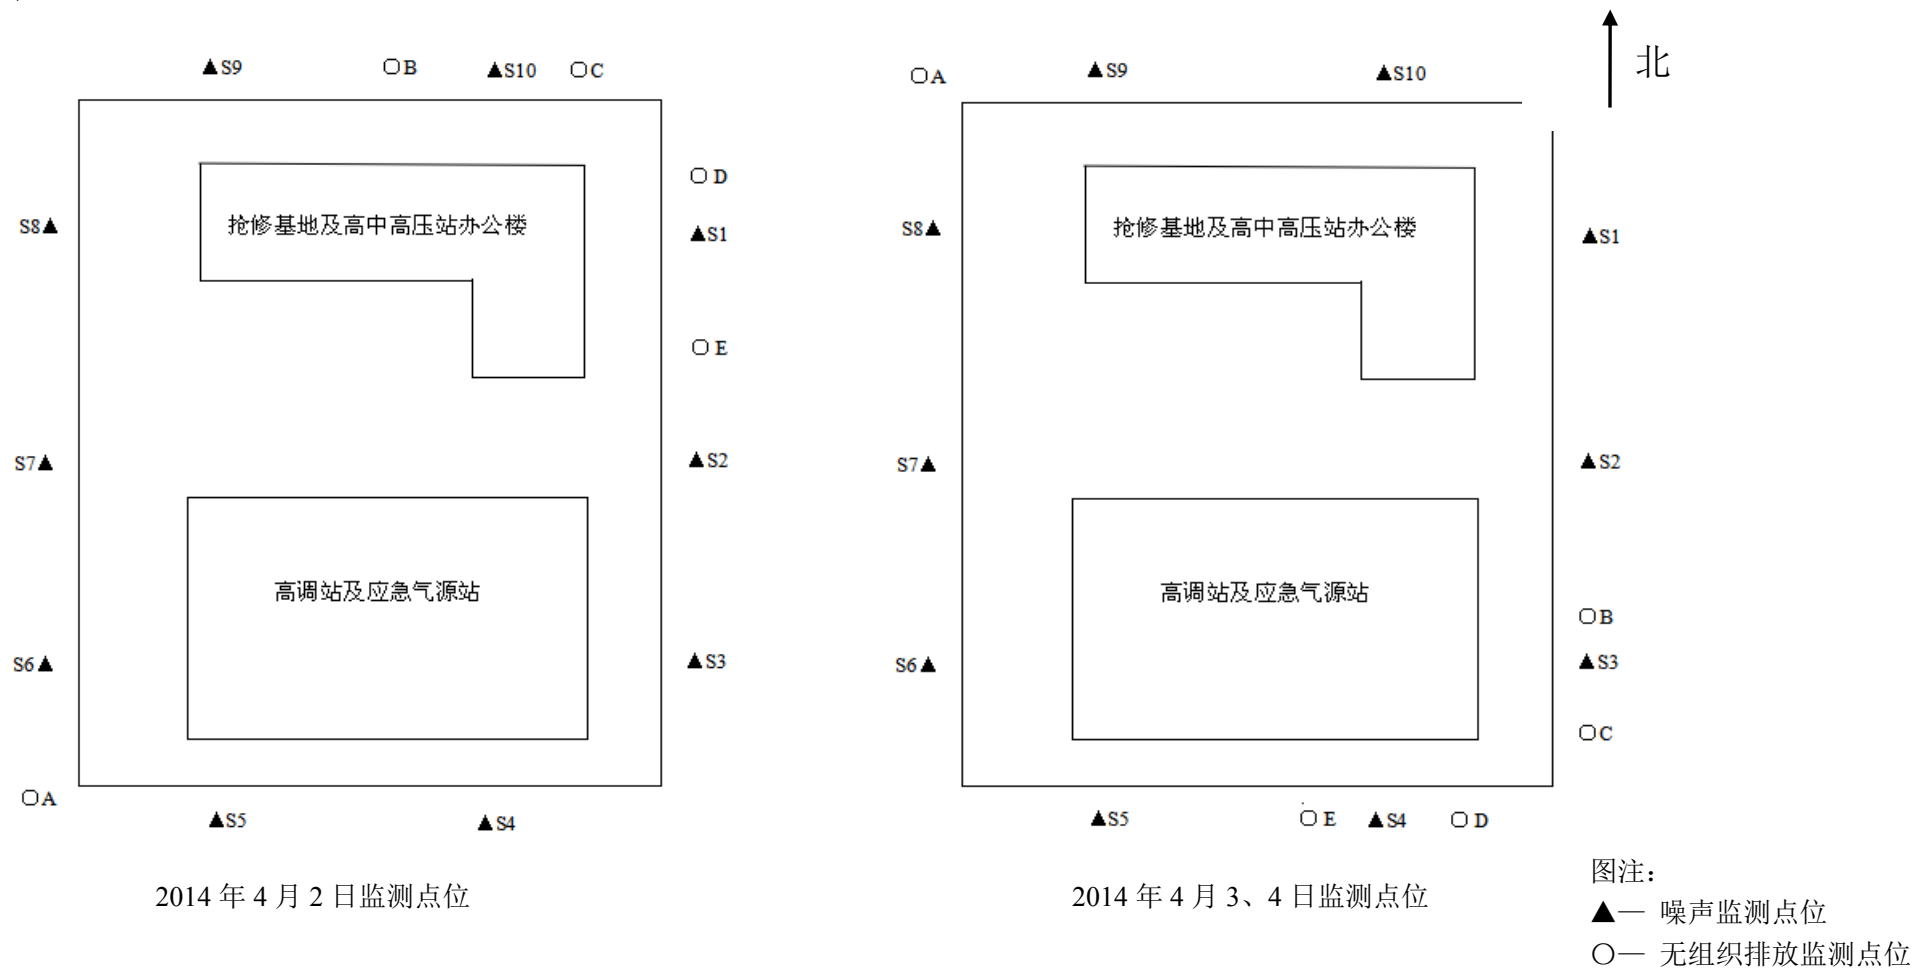 ▲S9
○B
▲S10
○C
○D
S8▲
抢修基地及高中高压站办公楼
▲S1
○E
S7▲
▲S2
高调站及应急气源站
S6▲
▲S3
○A
▲S5
▲S4
2014 年 4 月 2 日监测点位
○A
▲S9
▲S10
北
S8▲
抢修基地及高中高压站办公楼
▲S1
S7▲
▲S2
高调站及应急气源站
○B
S6▲
▲S3
○C
▲S5
○E
▲S4
○D
2014 年 4 月 3、4 日监测点位
图注：
▲— 噪声监测点位
○— 无组织排放监测点位